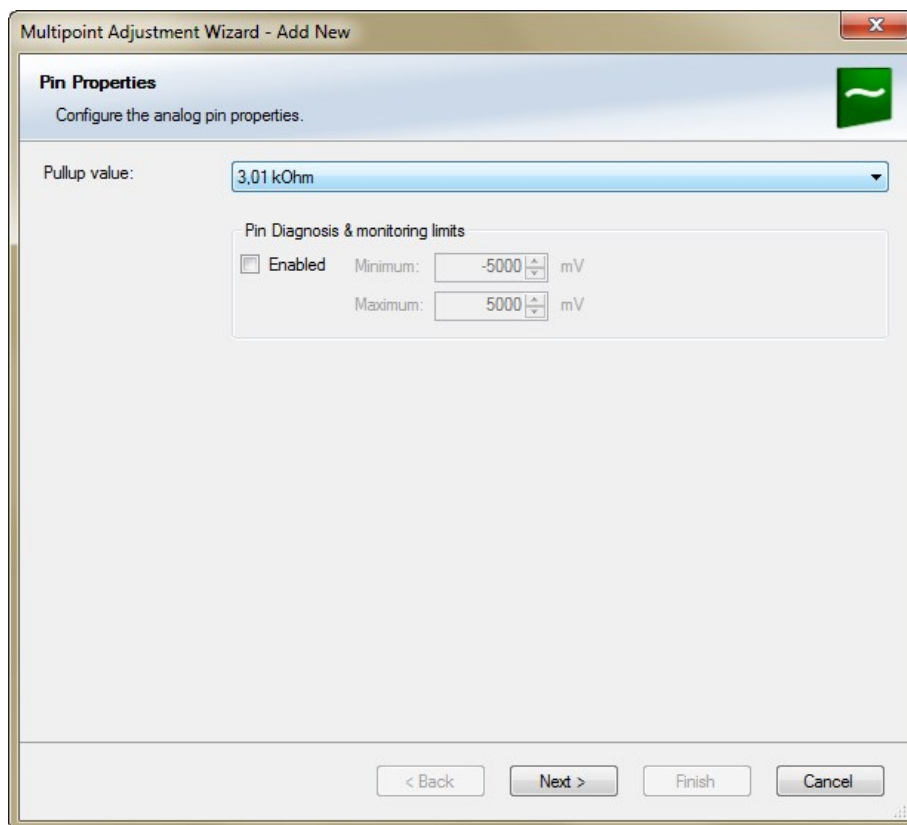 Multipoint Adjustment Wizard - Add New
Pin Properties
Configure the analog pin properties.
Pullup value:
3,01 kOhm
Pin Diagnosis & monitoring limits
Enabled Minimum: -5000 mV
Maximum: 5000 mV
< Back Next > Finish Cancel